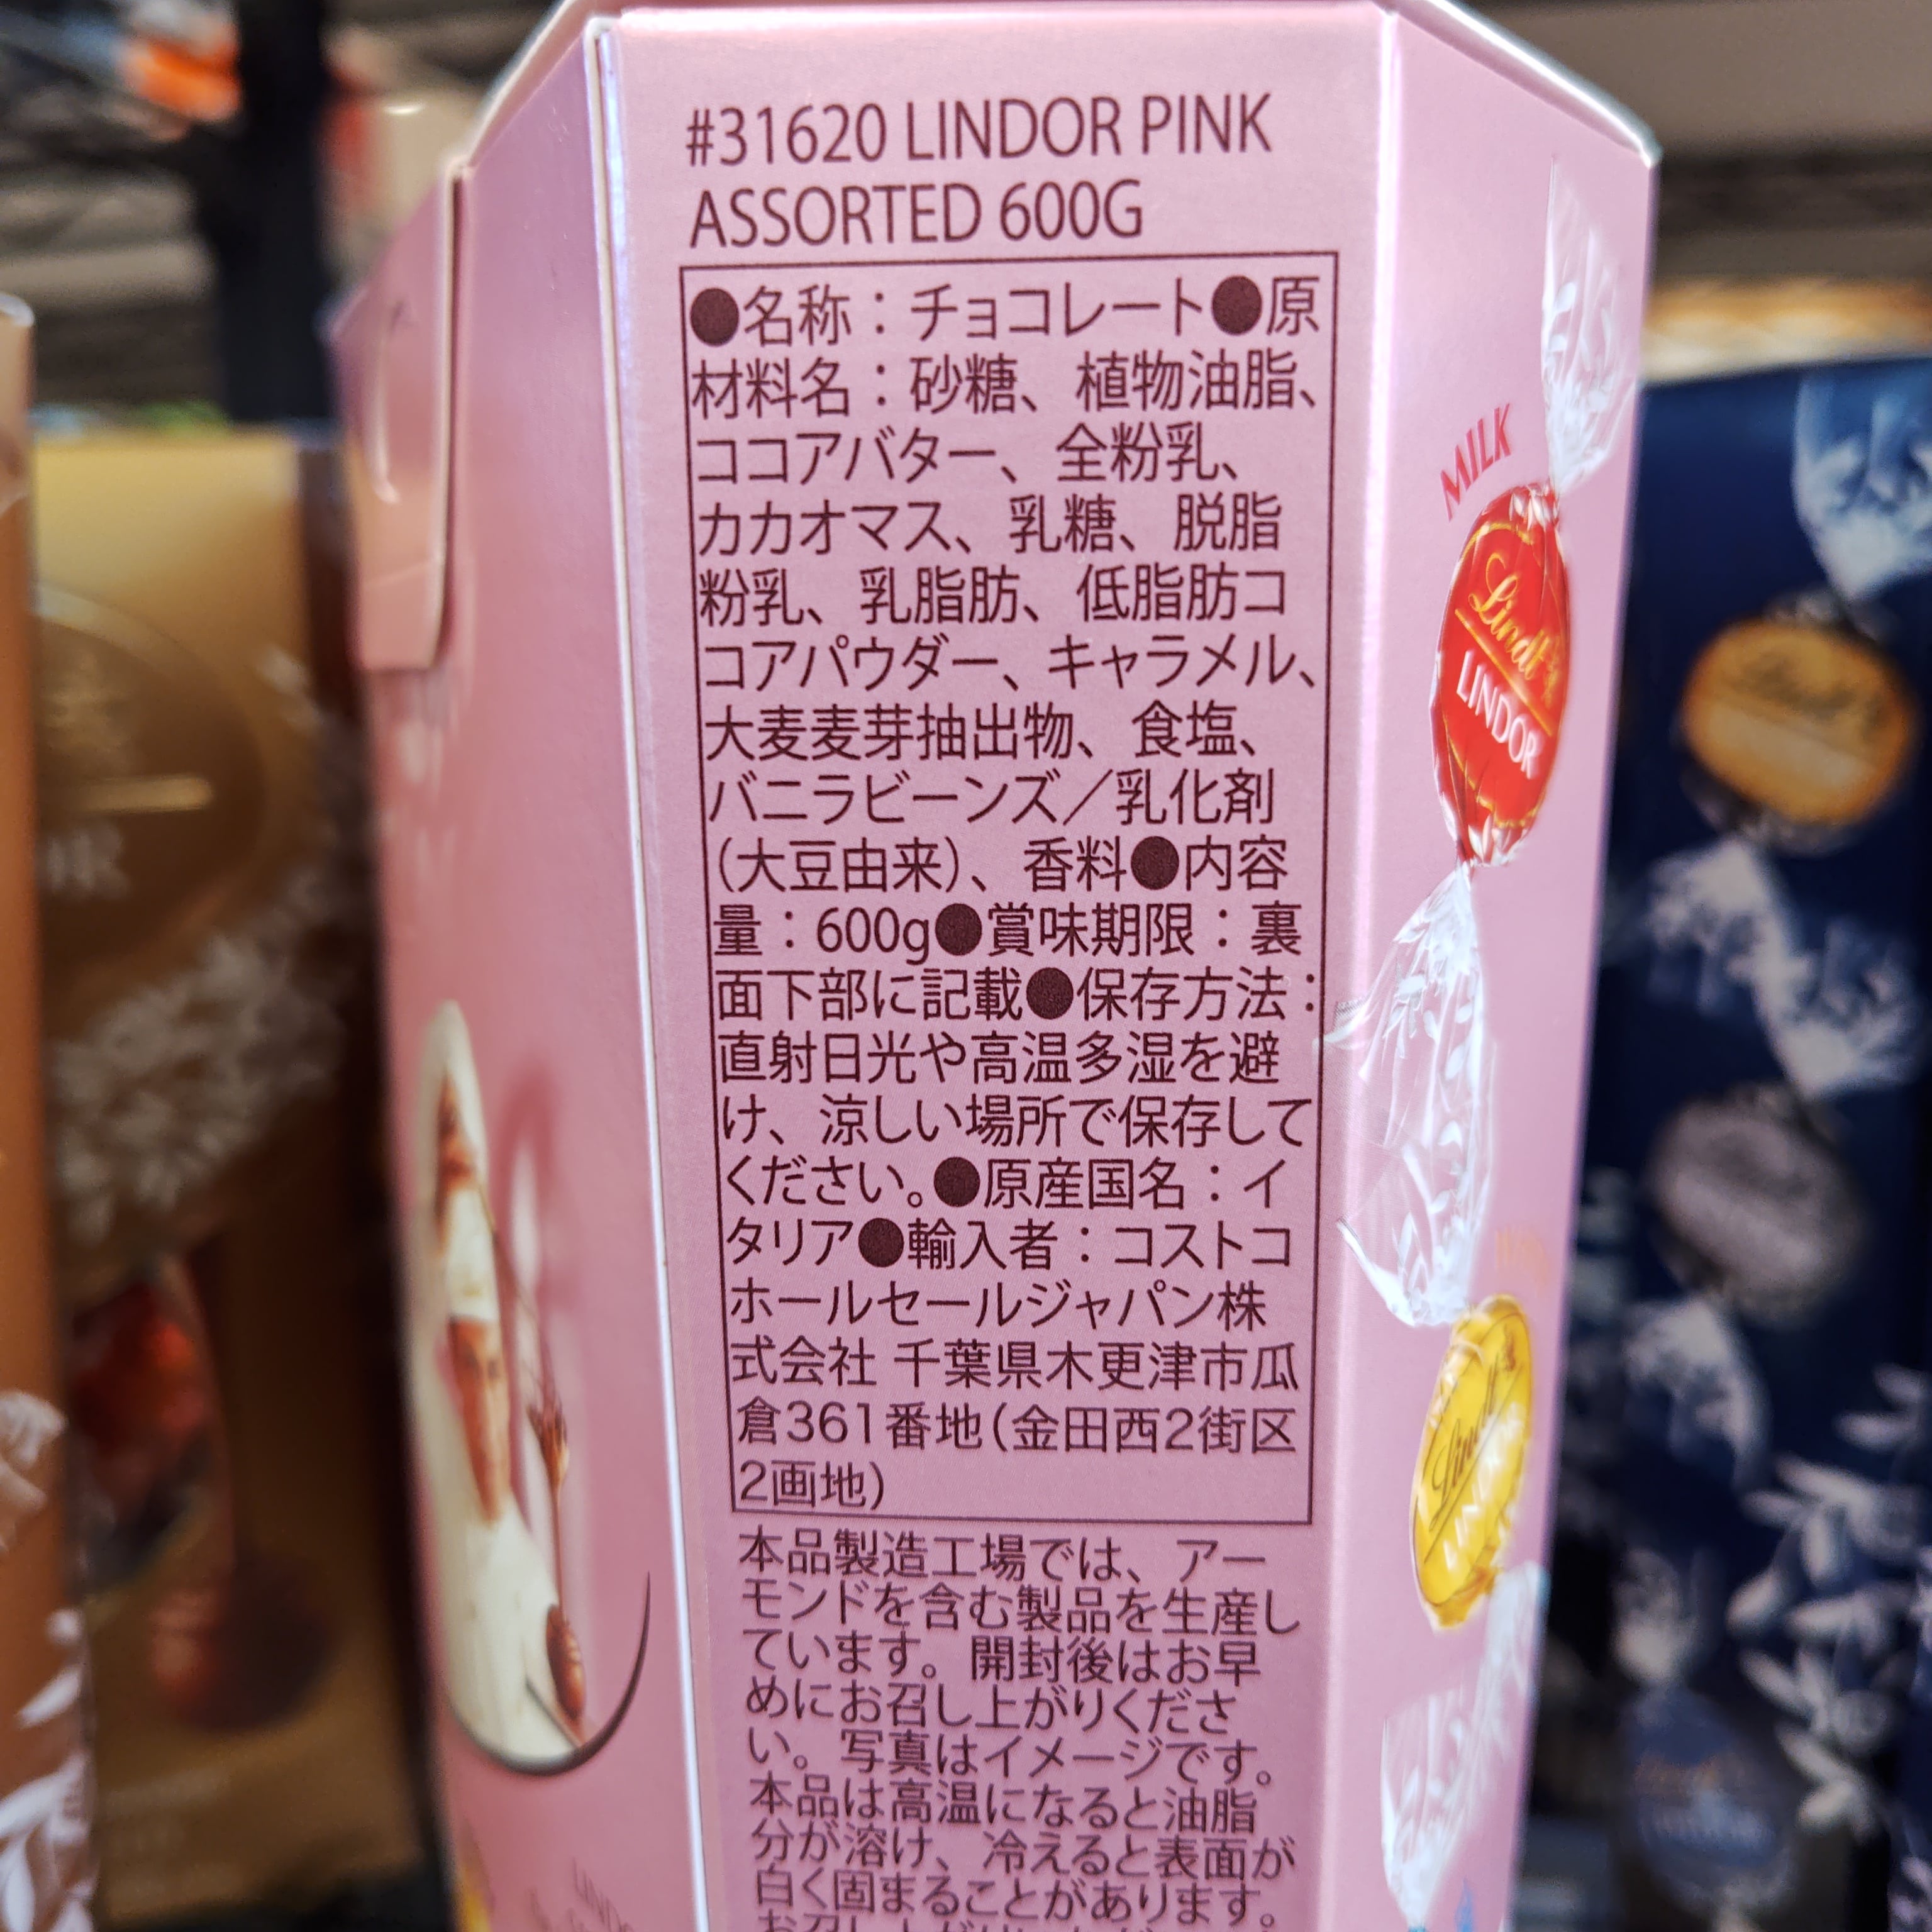 #31620 LINDOR PINK
ASSORTED 600G
●名称：チョコレート●原
材料名：砂糖、植物油脂、
ココアバター、全粉乳、
カカオマス、乳糖、脱脂
粉乳、乳脂肪、低脂肪コ
コアパウダー、キャラメル、
大麦麦芽抽出物、食塩、
バニラビーンズ／乳化剤
（大豆由来）、香料●内容
量：600g●賞味期限：裏
面下部に記載●保存方法：
直射日光や高温多湿を避
け、涼しい場所で保存して
ください。●原産国名：イ
タリア●輸入者：コストコ
ホールセールジャパン株
式会社 千葉県木更津市瓜
倉361番地(金田西2街区
2画地)
本品製造工場では、アー
モンドを含む製品を生産し
ています。開封後はお早
めにお召し上がりくださ
い。写真はイメージです。
本品は高温になると油脂
分が溶け、冷えると表面が
白く固まることがあります。
MILK
Lindt
LINDOR
Lindt